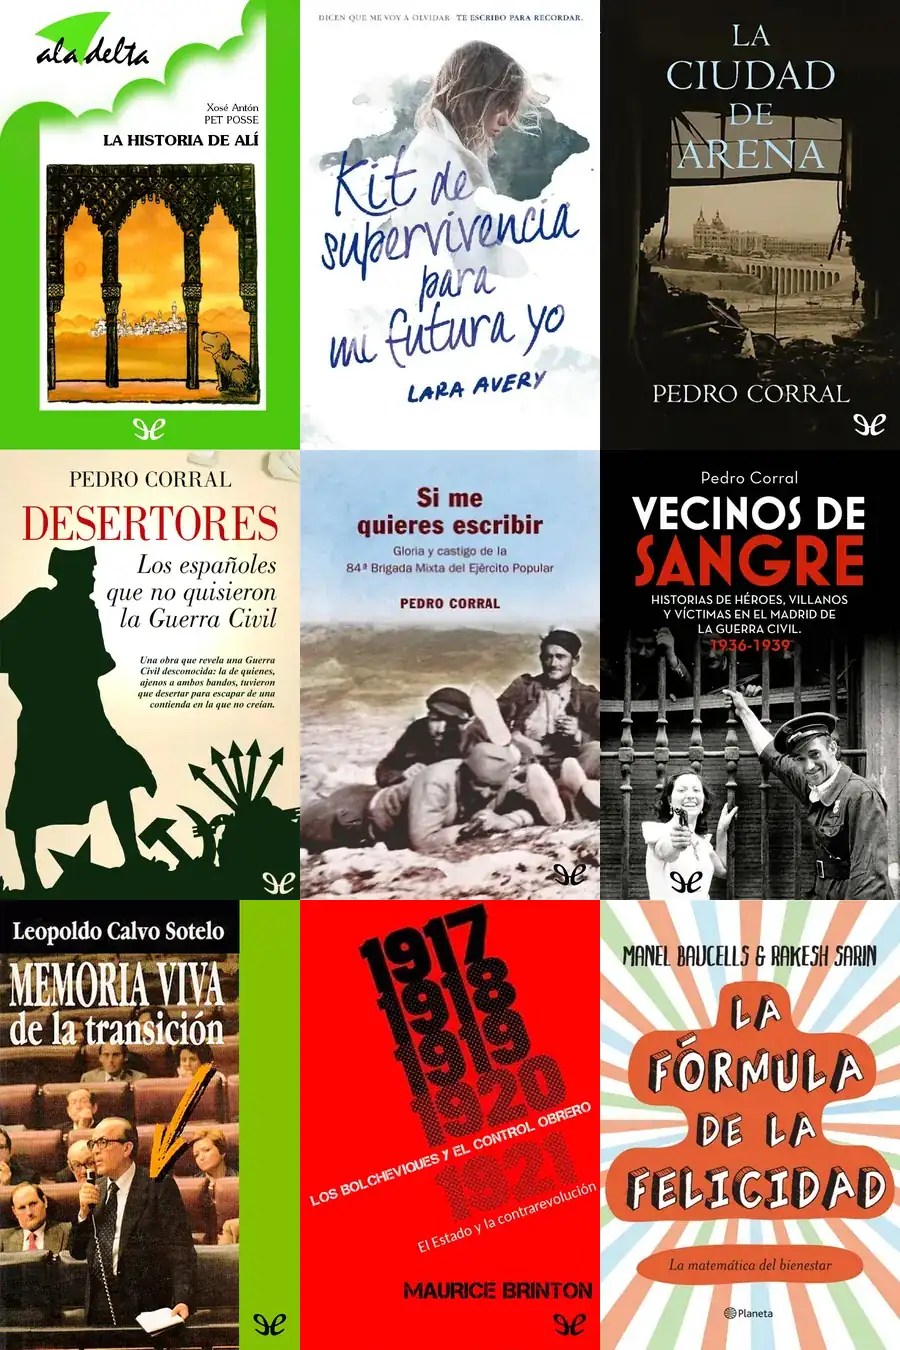 ala delta
Xosé Antón
PET POSSE
LA HISTORIA DE ALÍ
DICEN QUE ME VOY A OLVIDAR TE ESCRIBO PARA RECORDAR.
Kit de
supervivencia
para
mi futura yo
LARA AVERY
LA
CIUDAD
DE
ARENA
PEDRO CORRAL
PEDRO CORRAL
DESERTORES
Los españoles
que no quisieron
la Guerra Civil
Una obra que revela una Guerra
Civil desconocida: la de quienes,
ajenos a ambos bandos, tuvieron
que desertar para escapar de una
contienda en la que no creían.
Si me
quieres escribir
Gloria y castigo de la
84ª Brigada Mixta del Ejército Popular
PEDRO CORRAL
Pedro Corral
VECINOS DE
SANGRE
HISTORIAS DE HÉROES, VILLANOS
Y VÍCTIMAS EN EL MADRID DE
LA GUERRA CIVIL.
1936-1939
Leopoldo Calvo Sotelo
MEMORIA VIVA
de la transición
1917
1918
1919
1920
LOS BOLCHEVIQUES Y EL CONTROL OBRERO
1921
El Estado y la contrarevolución
MAURICE BRINTON
MANEL BAUCELLS & RAKESH SARIN
LA
FÓRMULA
DE LA
FELICIDAD
La matemática del bienestar
Planeta